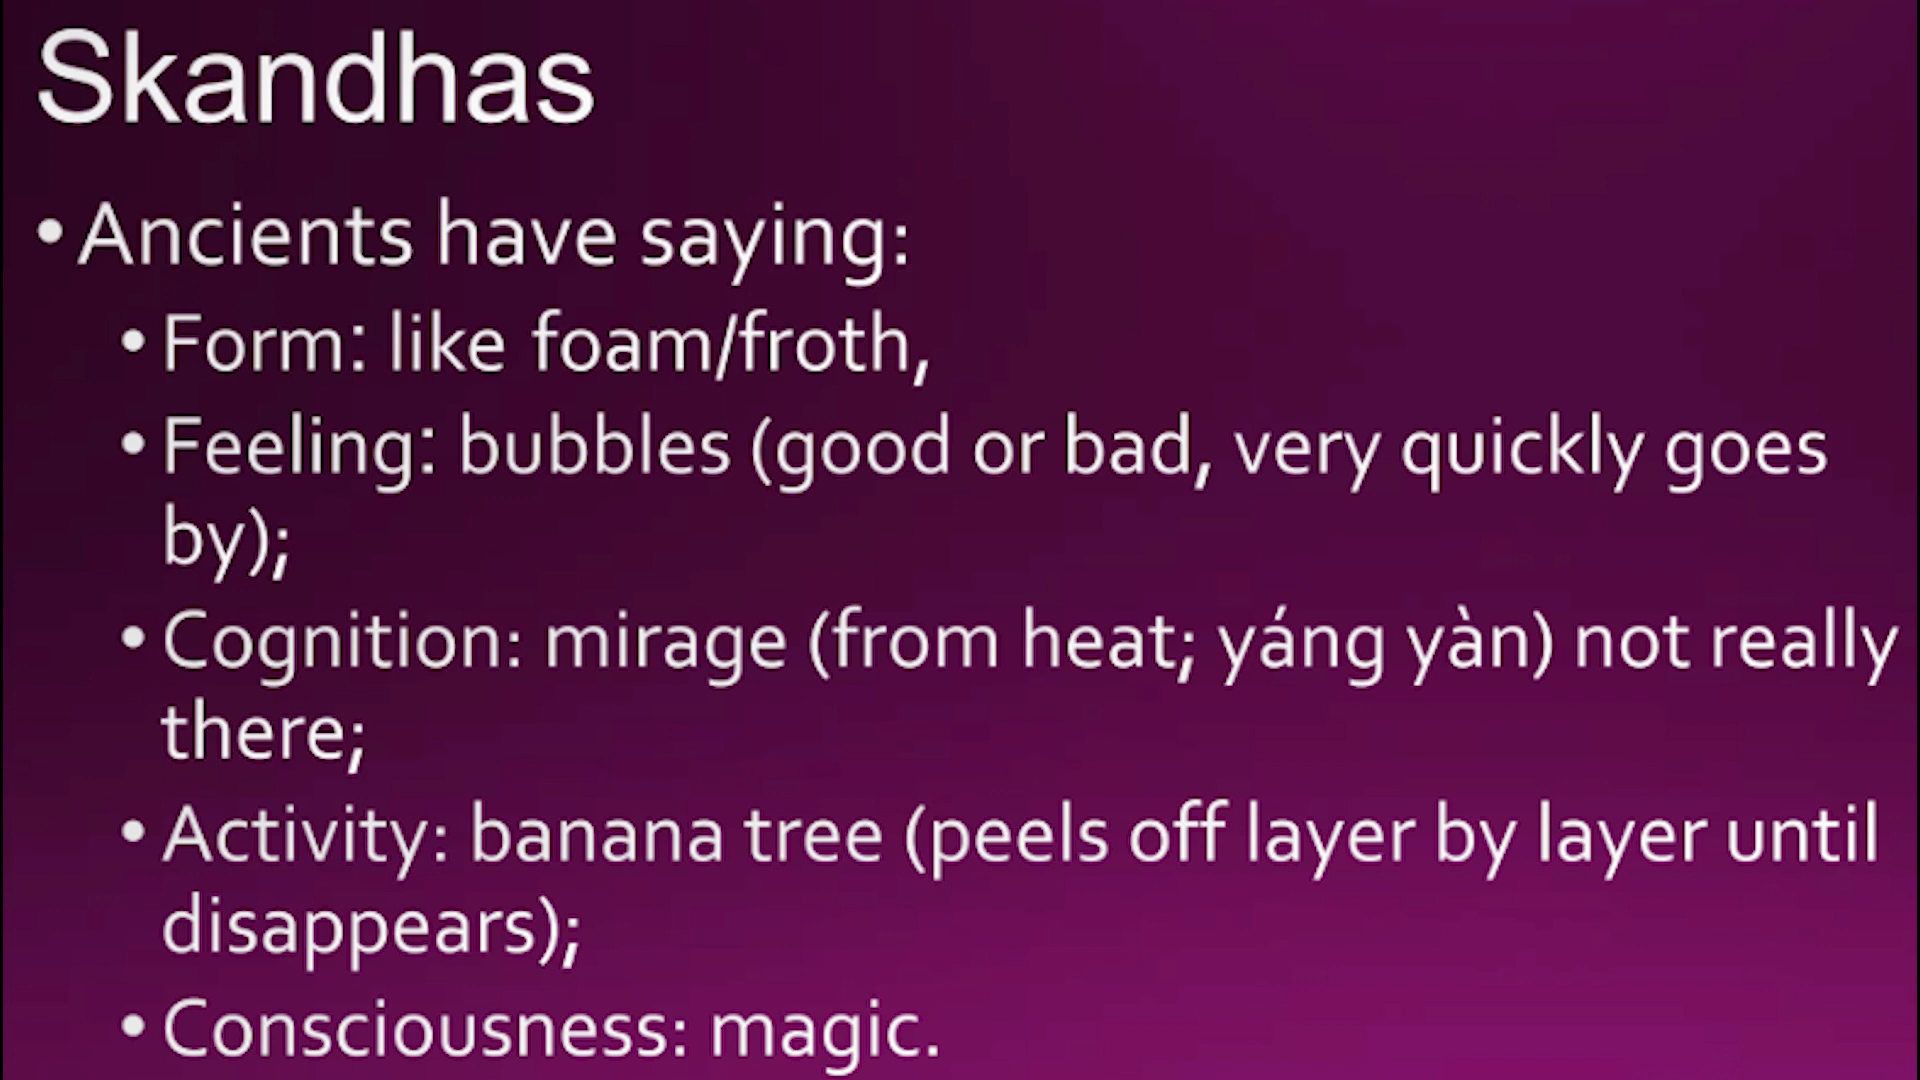 Skandhas
• Ancients have saying:
• Form: like foam/froth,
• Feeling: bubbles (good or bad, very quickly goes
by);
• Cognition: mirage (from heat; yáng yàn) not really
there;
• Activity: banana tree (peels off layer by layer until
disappears);
• Consciousness: magic.